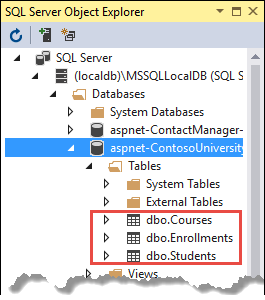 SQL Server Object Explorer
SQL Server
(localdb)\MSSQLLocalDB (SQL S
Databases
System Databases
aspnet-ContactManager-
aspnet-ContosoUniversity
Tables
System Tables
External Tables
dbo.Courses
dbo.Enrollments
dbo.Students
Views